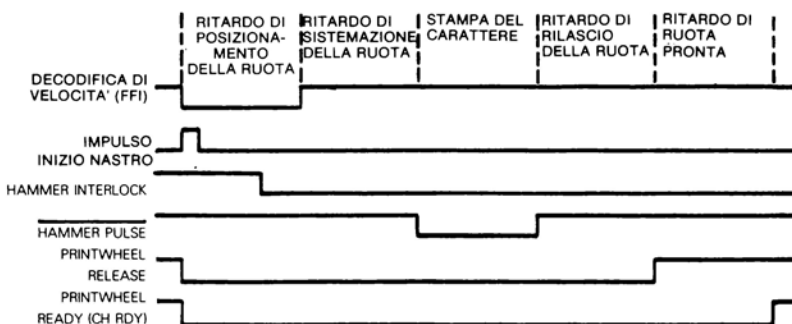 RITARDO DI
POSIZIONA-
MENTO
DELLA RUOTA
RITARDO DI
SISTEMAZIONE
DELLA RUOTA
STAMPA DEL
CARATTERE
RITARDO DI
RILASCIO
DELLA RUOTA
RITARDO DI
RUOTA
PRONTA
DECODIFICA DI
VELOCITA' (FFI)
IMPULSO
INIZIO NASTRO
HAMMER INTERLOCK
HAMMER PULSE
PRINTWHEEL
RELEASE
PRINTWHEEL
READY (CH RDY)